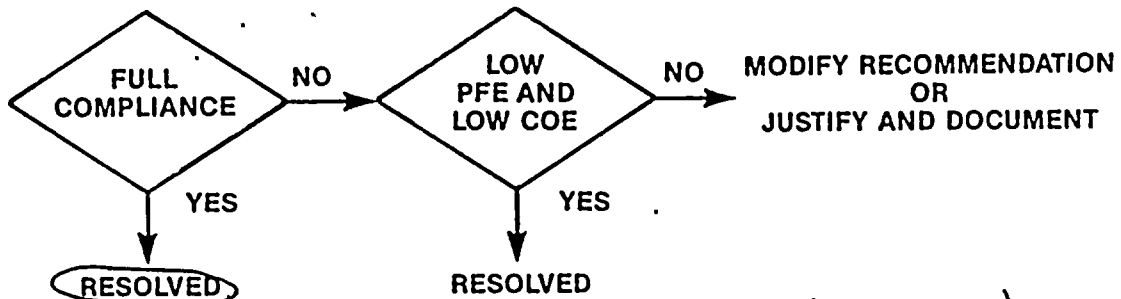 FULL
COMPLIANCE
NO
LOW
PFE AND
LOW COE
NO
MODIFY RECOMMENDATION
OR
JUSTIFY AND DOCUMENT
YES
YES
RESOLVED
RESOLVED